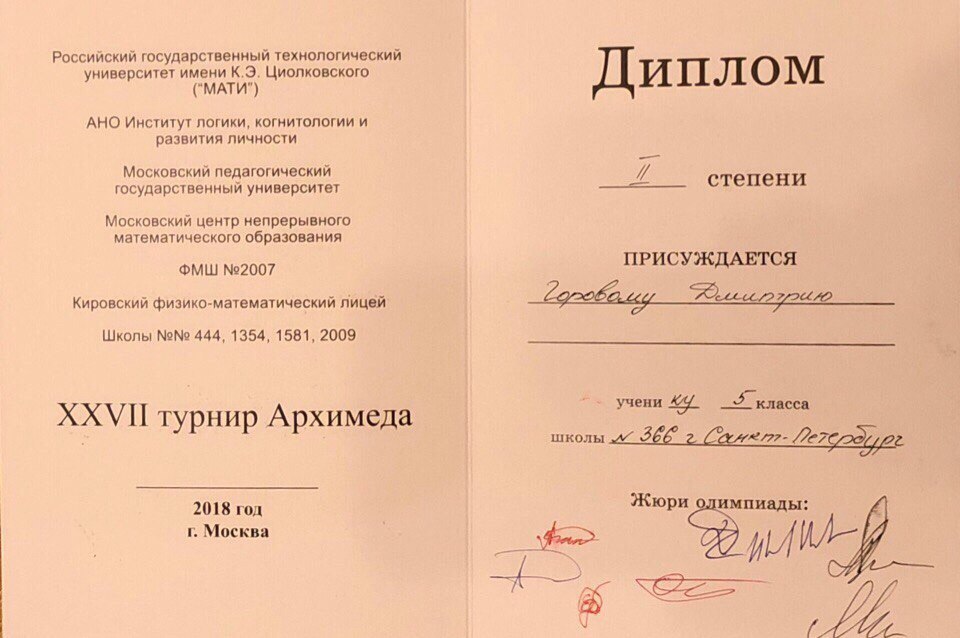 Российский государственный технологический
университет имени К.Э. Циолковского
("МАТИ")
АНО Институт логики, когнитологии и
развития личности
Московский педагогический
государственный университет
Московский центр непрерывного
математического образования
ФМШ №2007
Кировский физико-математический лицей
Школы №№ 444, 1354, 1581, 2009
XXVII турнир Архимеда
2018 год
г. Москва
Диплом
II степени
ПРИСУЖДАЕТСЯ
Горовому Дмитрию
учени ку 5 класса
школы N 366 г Санкт-Петербург
Жюри олимпиады: